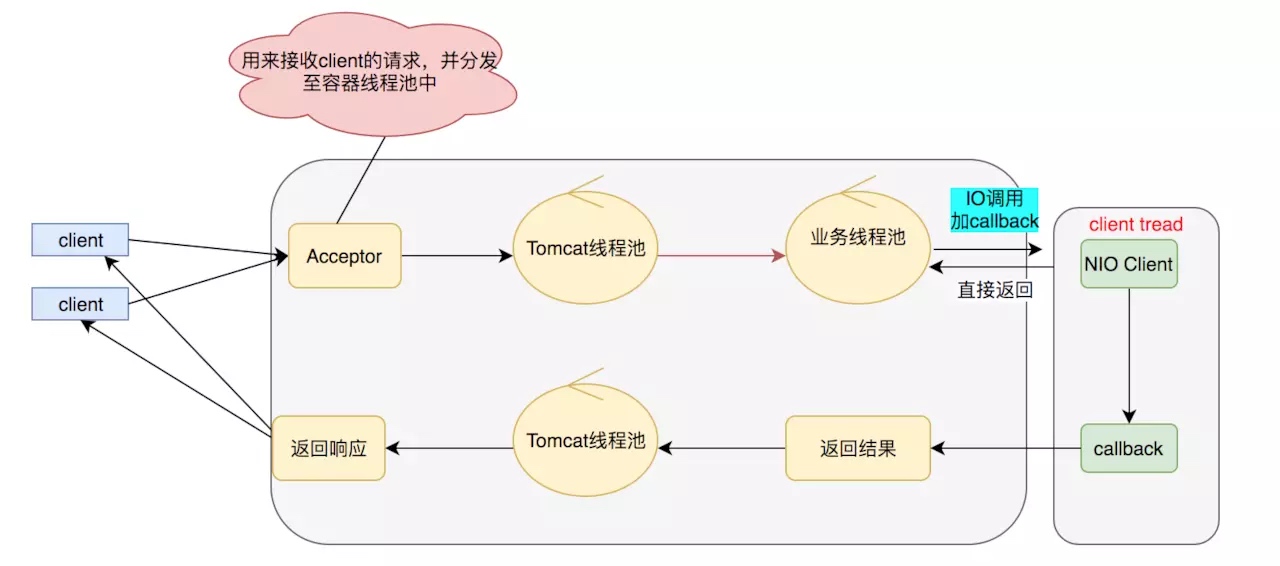 用来接收client的请求，并分发
至容器线程池中
client
client
Acceptor
Tomcat线程池
业务线程池
IO调用
加callback
直接返回
client tread
NIO Client
返回响应
Tomcat线程池
返回结果
callback